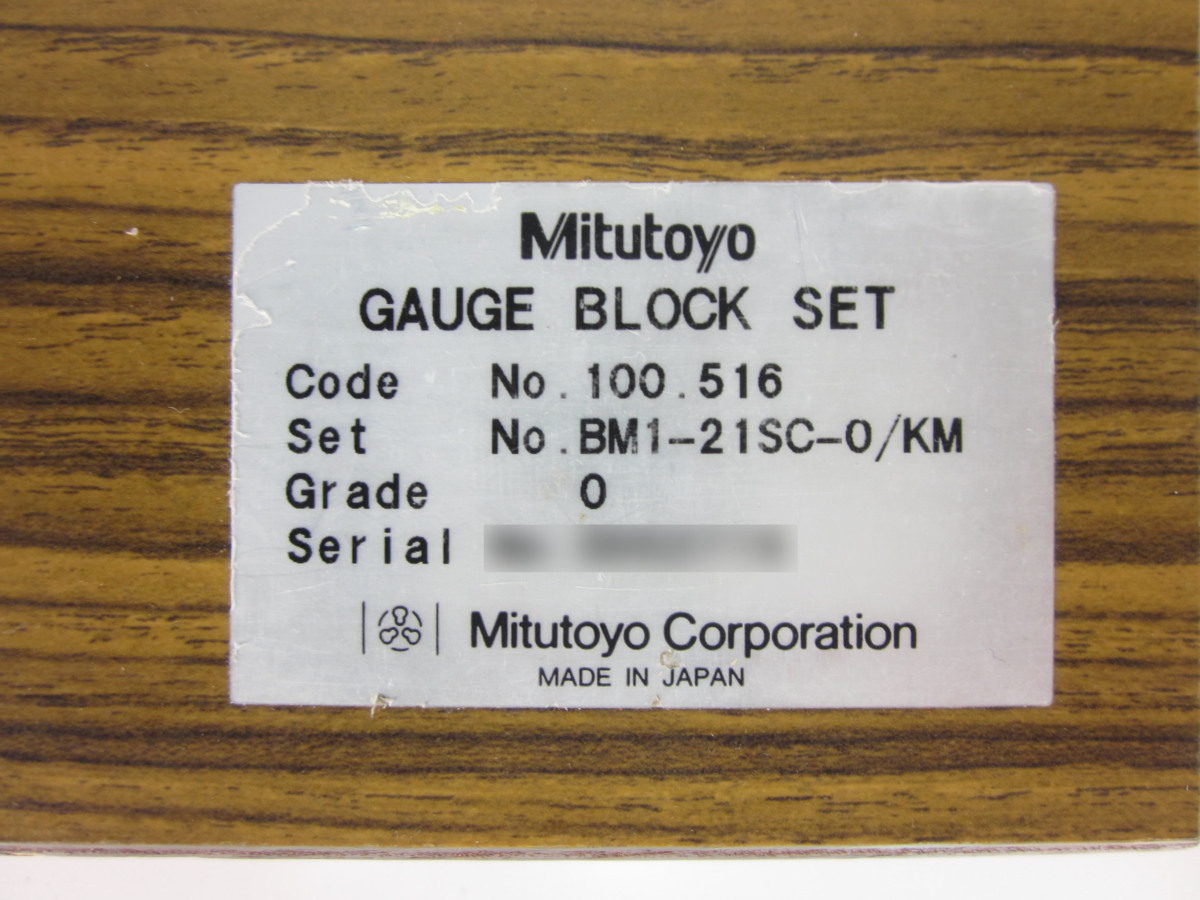 Mitutoyo
GAUGE BLOCK SET
Code No.100.516
Set No.BM1-21SC-0/KM
Grade 0
Serial
Mitutoyo Corporation
MADE IN JAPAN